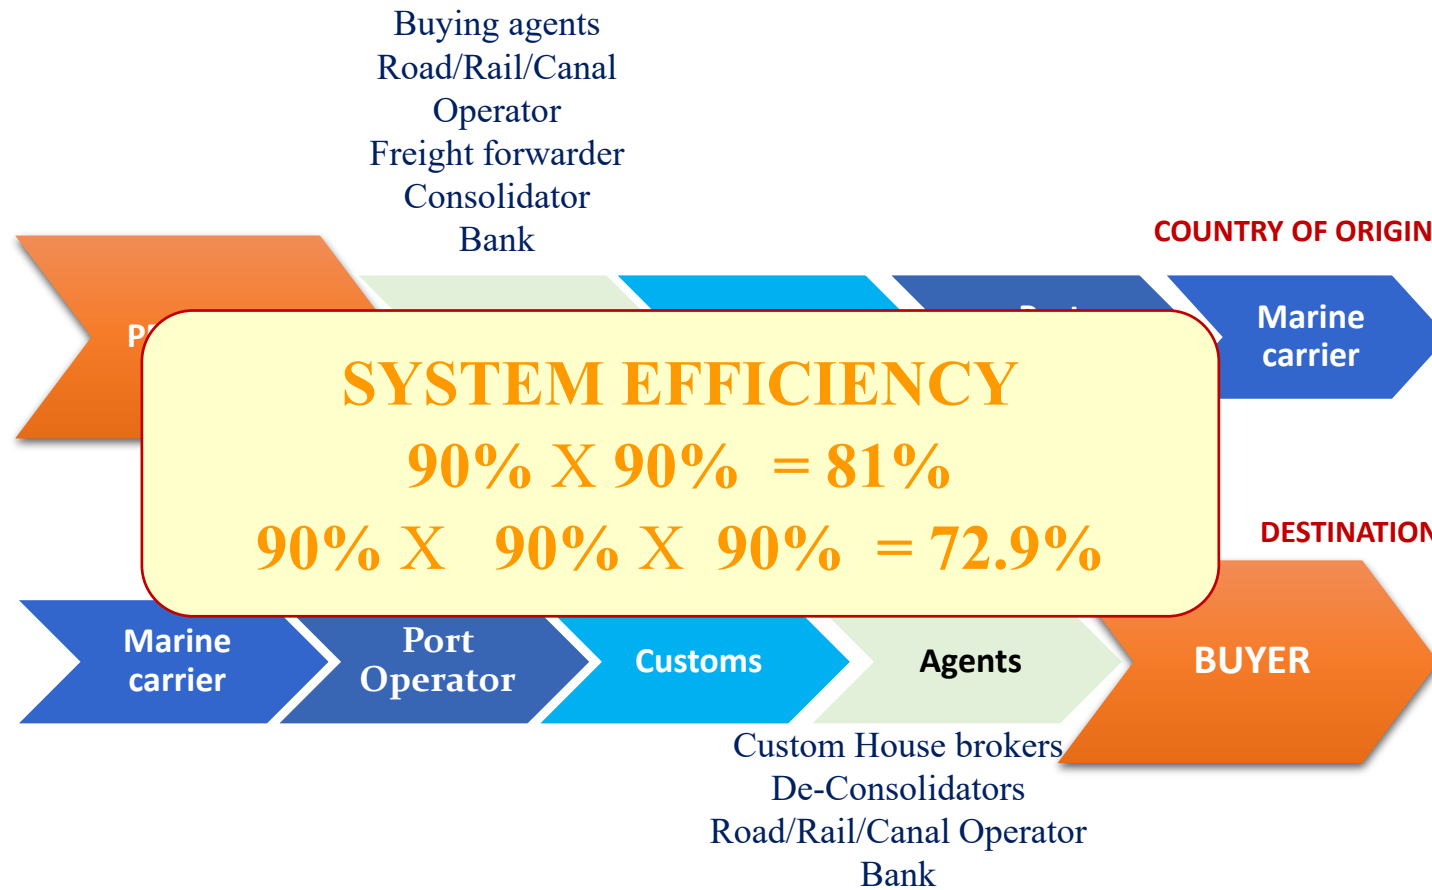 Buying agents
Road/Rail/Canal
Operator
Freight forwarder
Consolidator
Bank
COUNTRY OF ORIGIN
Marine
carrier
SYSTEM EFFICIENCY
90% X 90% = 81%
90% X 90% X 90% = 72.9%
DESTINATION
Marine
carrier
Port
Operator
Customs
Agents
BUYER
Custom House brokers
De-Consolidators
Road/Rail/Canal Operator
Bank